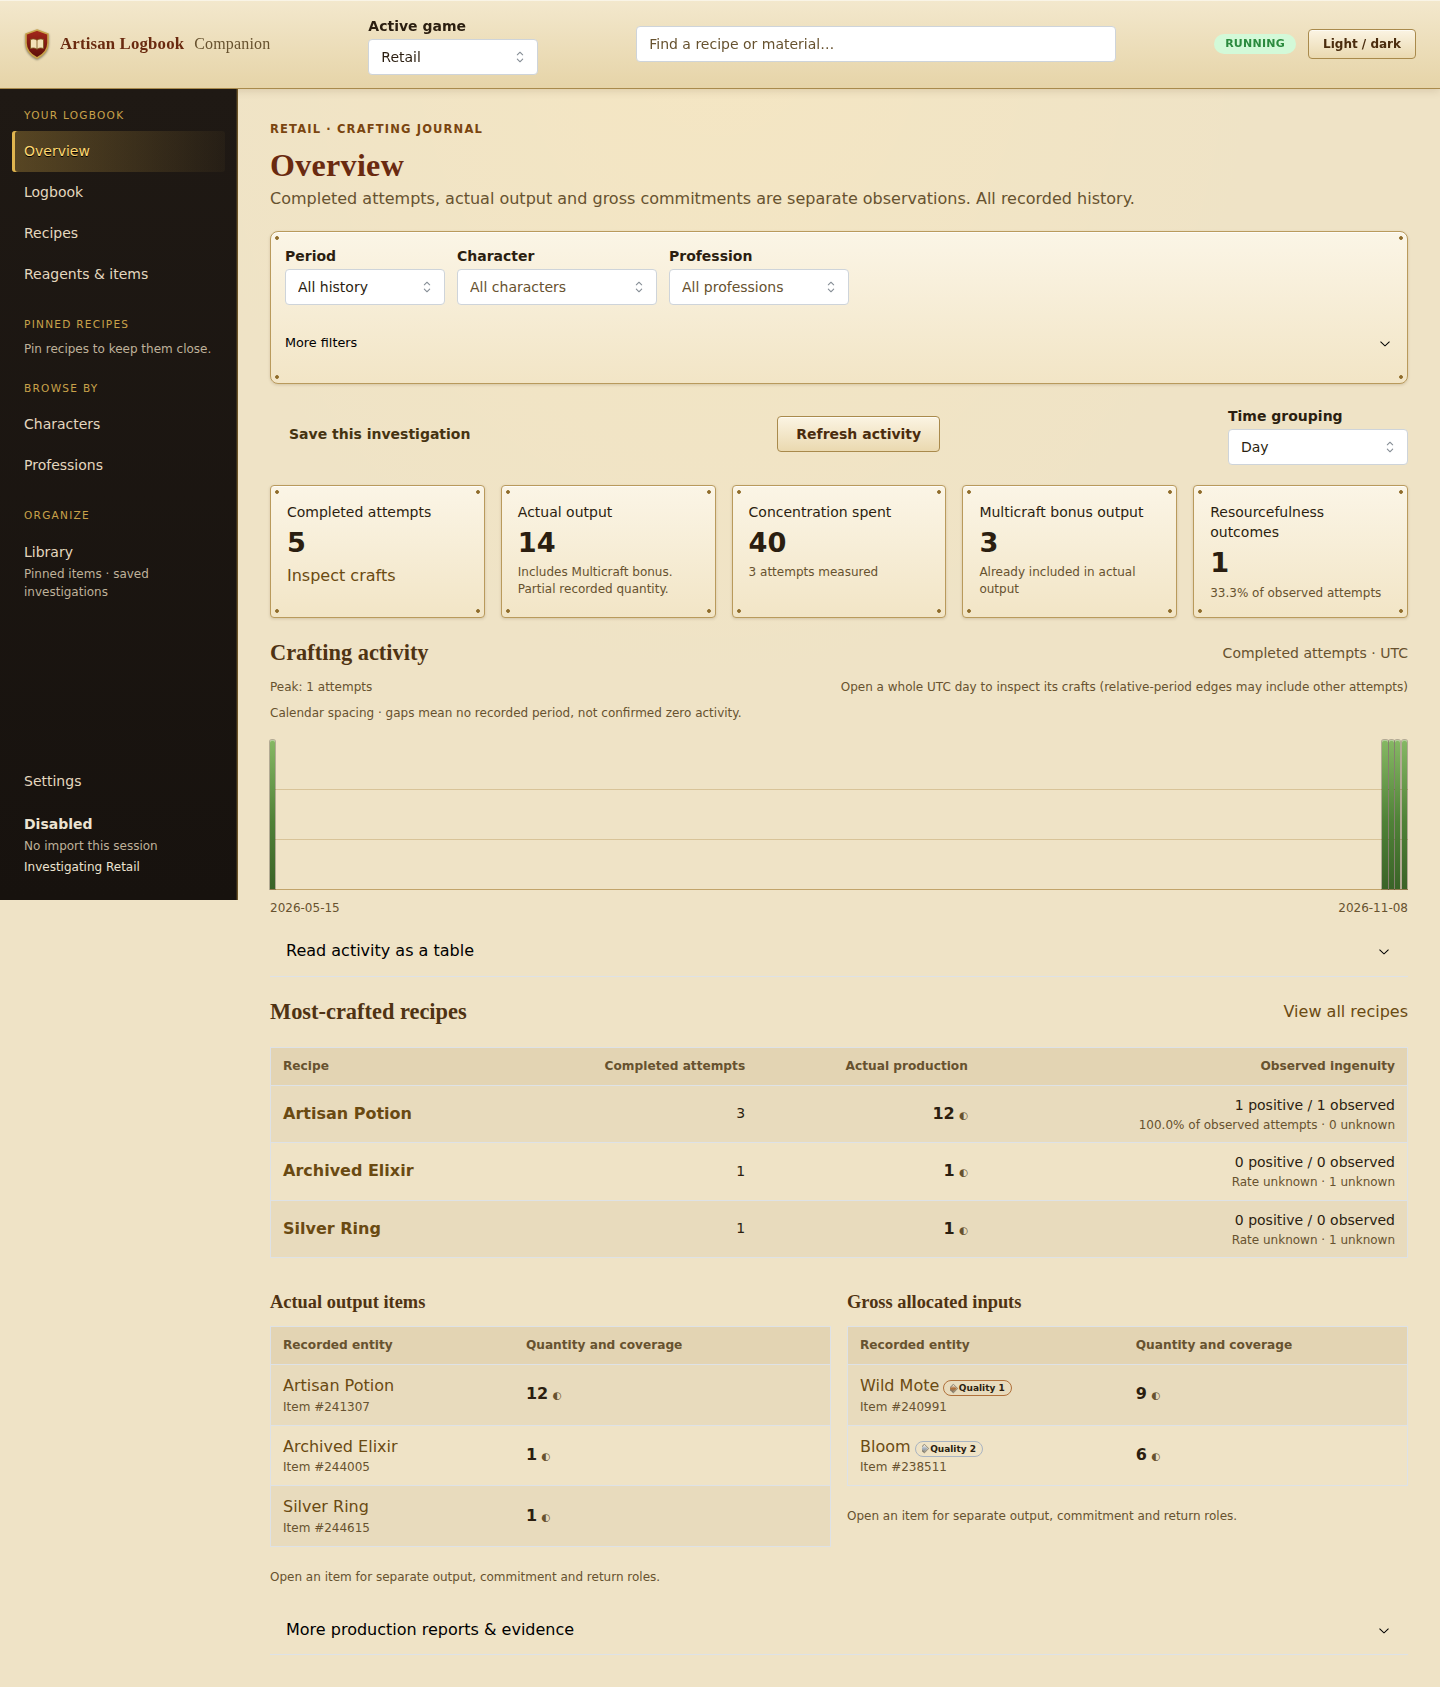 Artisan Logbook Companion
Active game
Retail
Find a recipe or material...
RUNNING
Light / dark
YOUR LOGBOOK
Overview
Logbook
Recipes
Reagents & items
PINNED RECIPES
Pin recipes to keep them close.
BROWSE BY
Characters
Professions
ORGANIZE
Library
Pinned items · saved
investigations
Settings
Disabled
No import this session
Investigating Retail
RETAIL · CRAFTING JOURNAL
Overview
Completed attempts, actual output and gross commitments are separate observations. All recorded history.
Period
Character
Profession
All history
All characters
All professions
More filters
Save this investigation
Refresh activity
Time grouping
Day
Completed attempts
5
Inspect crafts
Actual output
14
Includes Multicraft bonus.
Partial recorded quantity.
Concentration spent
40
3 attempts measured
Multicraft bonus output
3
Already included in actual
output
Resourcefulness
outcomes
1
33.3% of observed attempts
Crafting activity
Completed attempts · UTC
Peak: 1 attempts
Open a whole UTC day to inspect its crafts (relative-period edges may include other attempts)
Calendar spacing · gaps mean no recorded period, not confirmed zero activity.
2026-05-15
2026-11-08
Read activity as a table
Most-crafted recipes
View all recipes
Recipe Completed attempts Actual production Observed ingenuity
Artisan Potion 3 12 ◐ 1 positive / 1 observed
100.0% of observed attempts · 0 unknown
Archived Elixir 1 1 ◐ 0 positive / 0 observed
Rate unknown · 1 unknown
Silver Ring 1 1 ◐ 0 positive / 0 observed
Rate unknown · 1 unknown
Actual output items
Recorded entity Quantity and coverage
Artisan Potion 12 ◐
Item #241307
Archived Elixir 1 ◐
Item #244005
Silver Ring 1 ◐
Item #244615
Open an item for separate output, commitment and return roles.
Gross allocated inputs
Recorded entity Quantity and coverage
Wild Mote Quality 1 9 ◐
Item #240991
Bloom Quality 2 6 ◐
Item #238511
Open an item for separate output, commitment and return roles.
More production reports & evidence